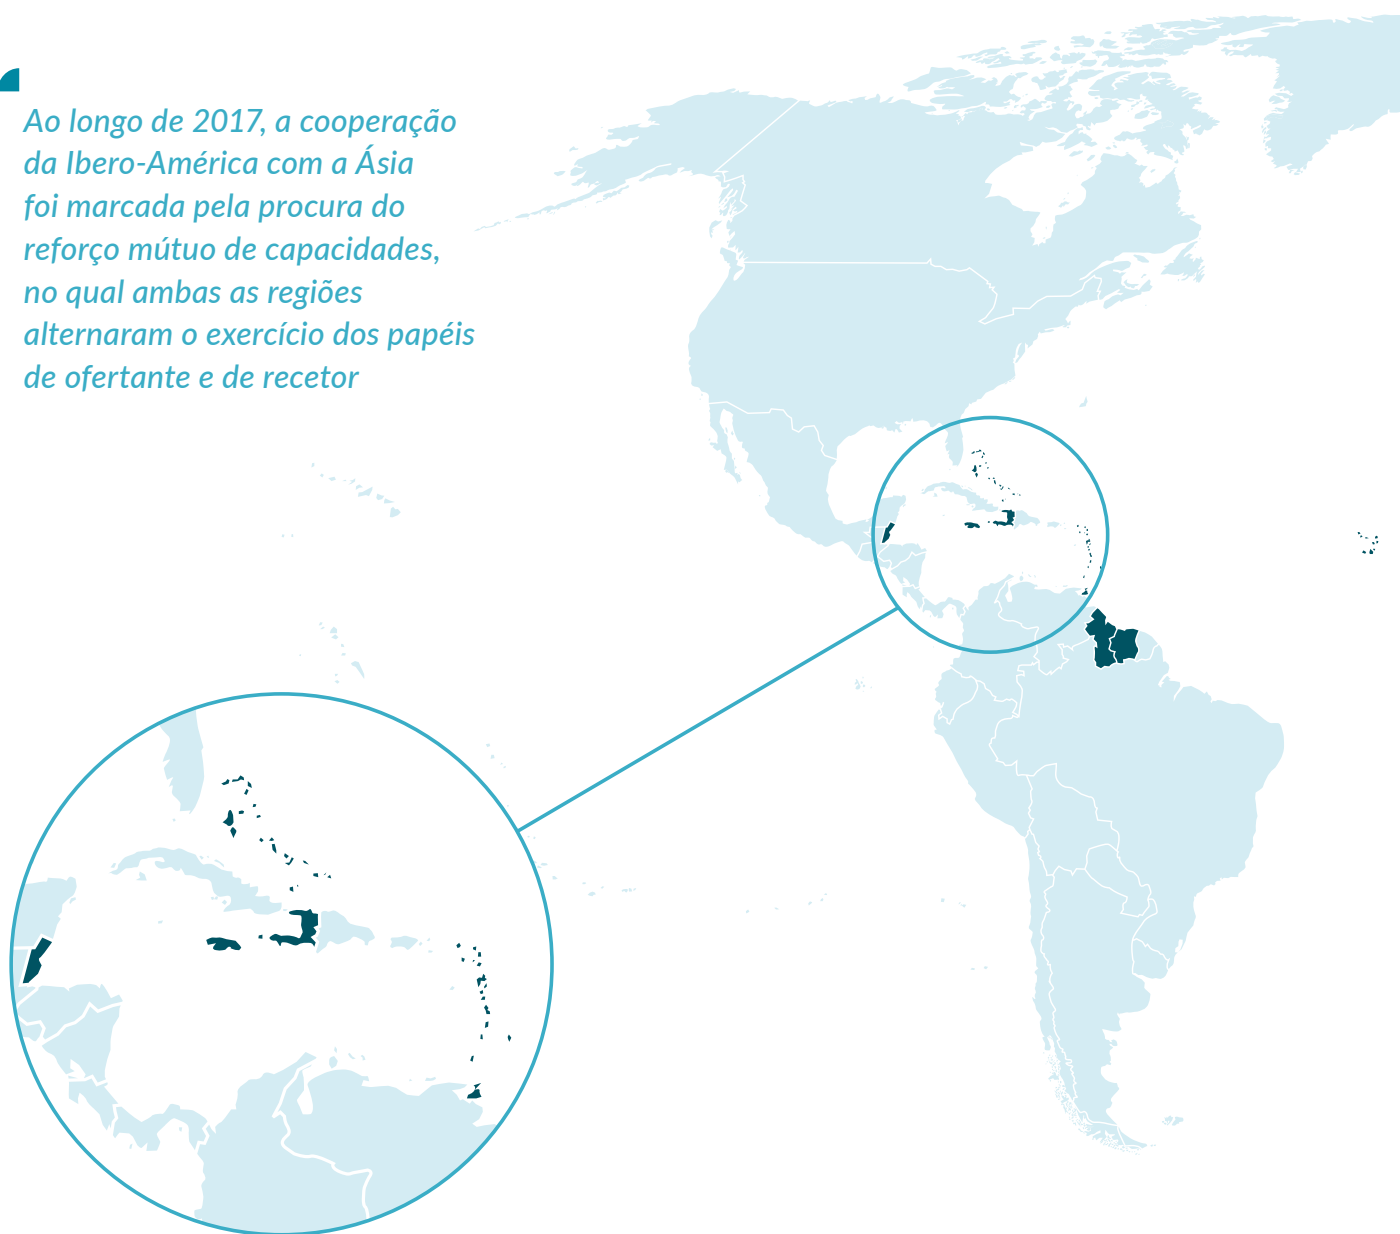 Ao longo de 2017, a cooperação
da Ibero-América com a Ásia
foi marcada pela procura do
reforço mútuo de capacidades,
no qual ambas as regiões
alternaram o exercício dos papéis
de ofertante e de recetor